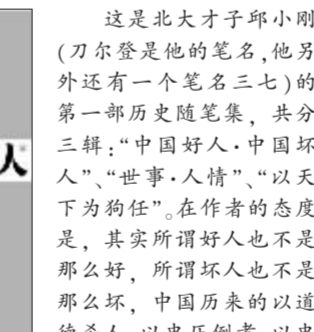 这是北大才子邱小刚
(刀尔登是他的笔名,他另
外还有一个笔名三七)的
第一部历史随笔集，共分
三辑:“中国好人·中国坏
人”、“世事·人情”、“以天
下为狗任”。在作者的态度
是，其实所谓好人也不是
那么好，所谓坏人也不是
那么坏，中国历来的以道
人